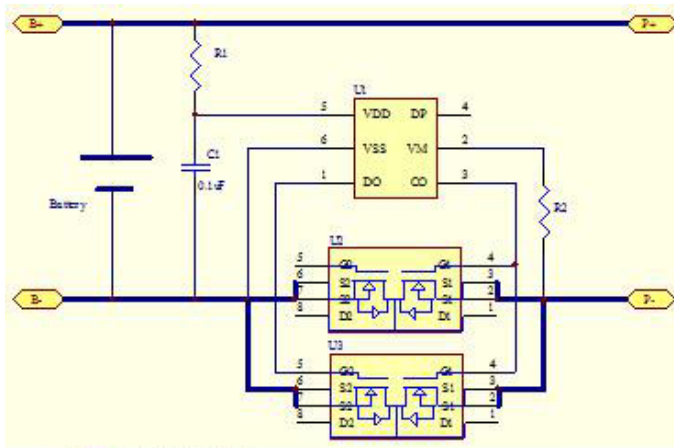 B+
P+
R1
U1
5 VDD DP 4
6 VSS VM 2
1 DO CO 3
C1
0.1uF
Battery
R2
U2
5 G0 G1 4
6 S2 S1 3
7 S2 S1 2
8 D2 D1 1
B-
P-
U3
5 G0 G1 4
6 S2 S1 3
7 S2 S1 2
8 D2 D1 1